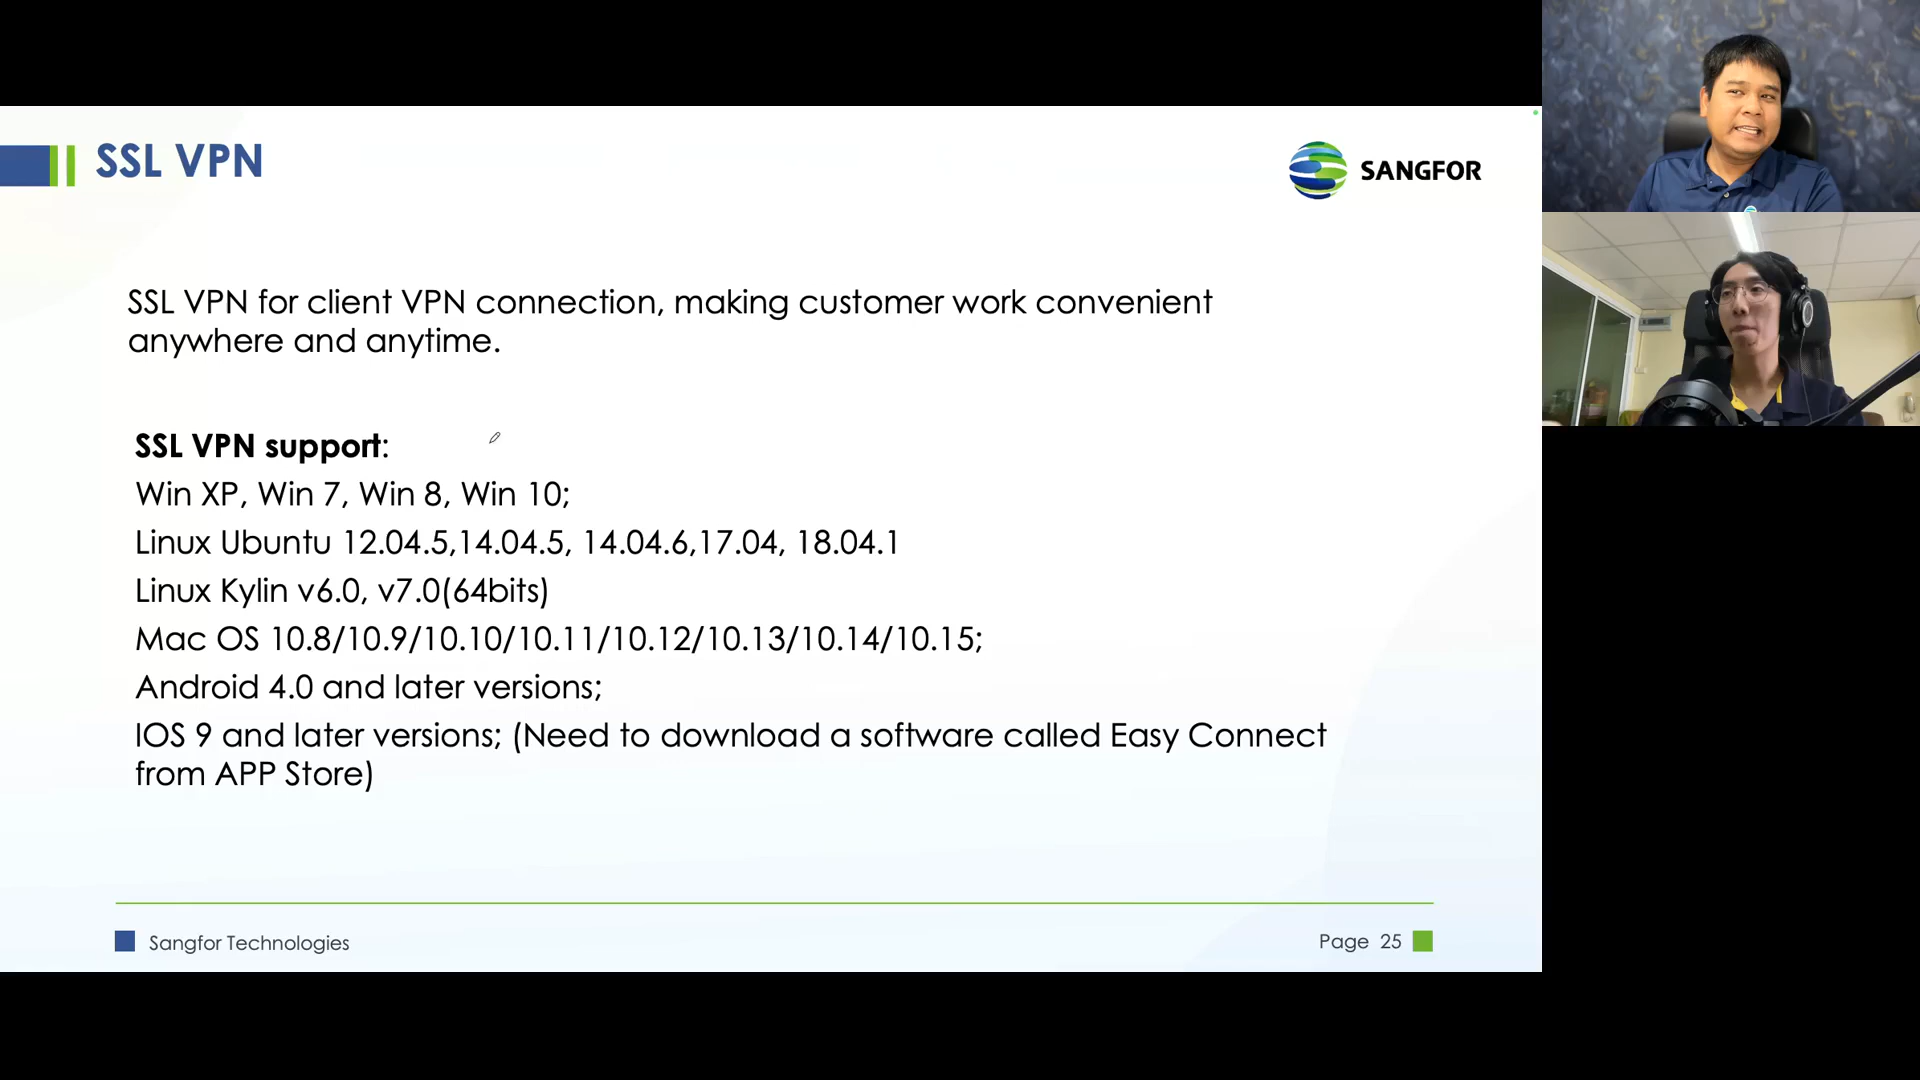 SSL VPN
SANGFOR
SSL VPN for client VPN connection, making customer work convenient
anywhere and anytime.
SSL VPN support:
Win XP, Win 7, Win 8, Win 10;
Linux Ubuntu 12.04.5,14.04.5, 14.04.6,17.04, 18.04.1
Linux Kylin v6.0, v7.0(64bits)
Mac OS 10.8/10.9/10.10/10.11/10.12/10.13/10.14/10.15;
Android 4.0 and later versions;
IOS 9 and later versions; (Need to download a software called Easy Connect
from APP Store)
Sangfor Technologies
Page 25